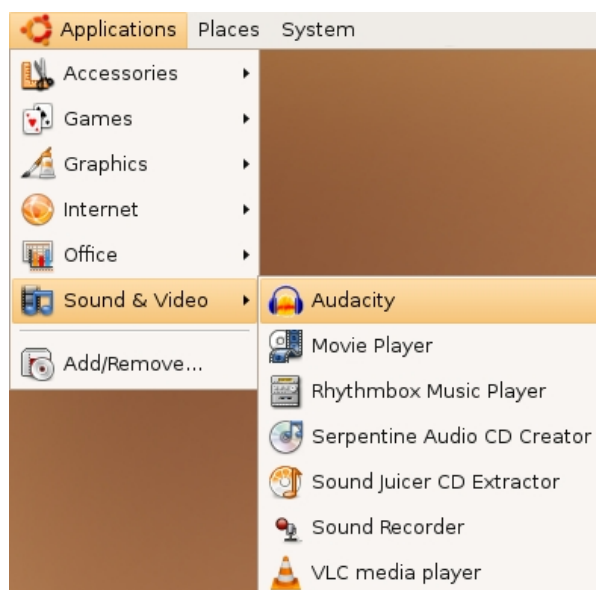 Applications Places System
Accessories
Games
Graphics
Internet
Office
Sound & Video
Add/Remove...
Audacity
Movie Player
Rhythmbox Music Player
Serpentine Audio CD Creator
Sound Juicer CD Extractor
Sound Recorder
VLC media player